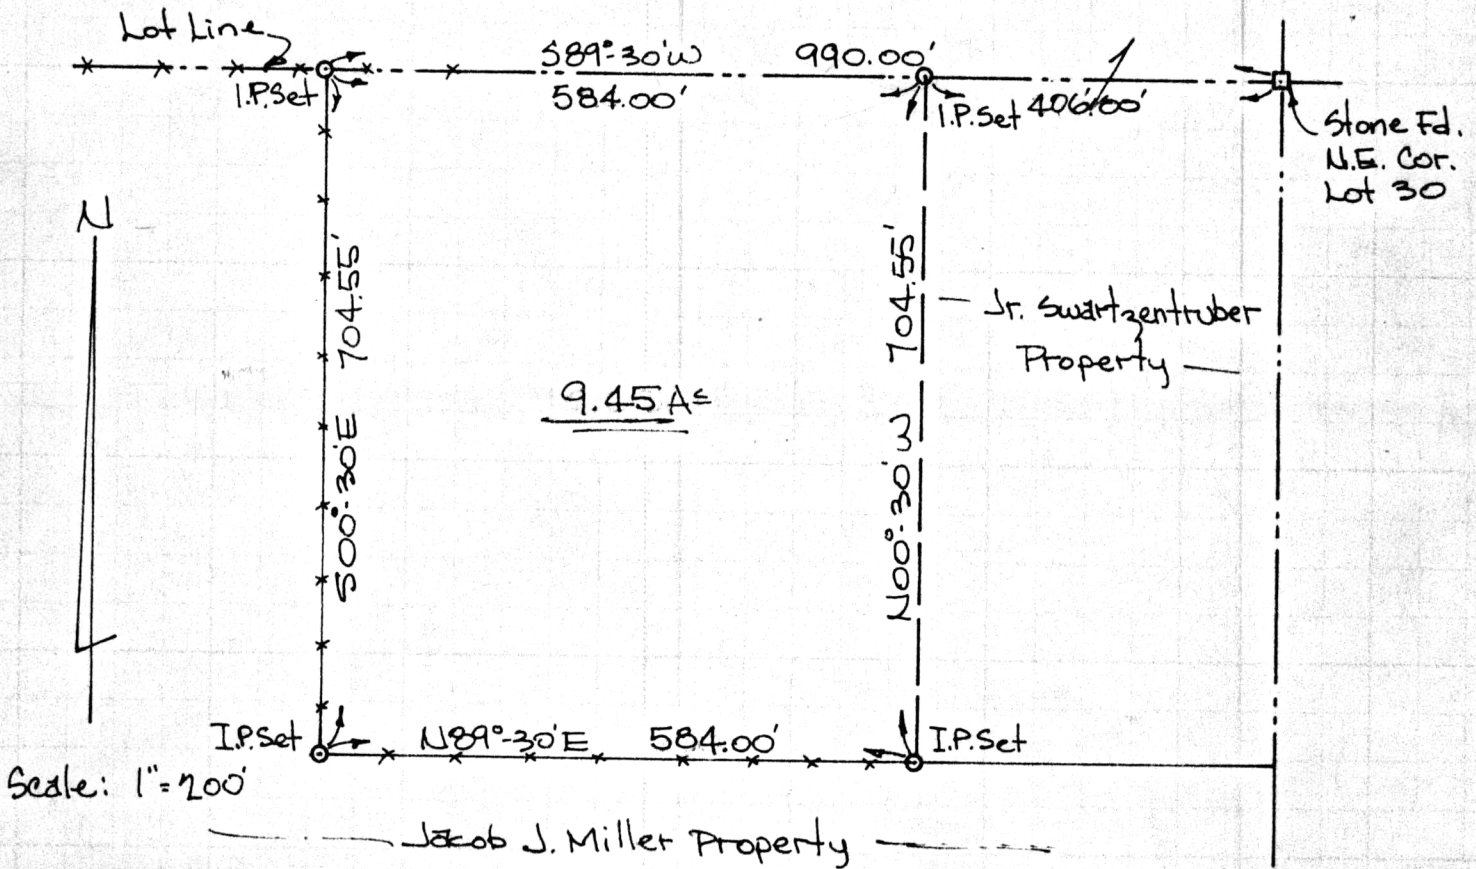 Lot Line
S89°-30'W 990.00'
I.P.Set
584.00'
I.P.Set
406.00'
Stone Fd.
N.E. Cor.
Lot 30
N
S00°-30'E 704.55'
N00°-30'W 704.55'
Jr. Swartzentruber
Property
9.45 A͟c͟s
I.P.Set
N89°-30'E 584.00'
I.P.Set
Scale: 1"=200'
Jacob J. Miller Property